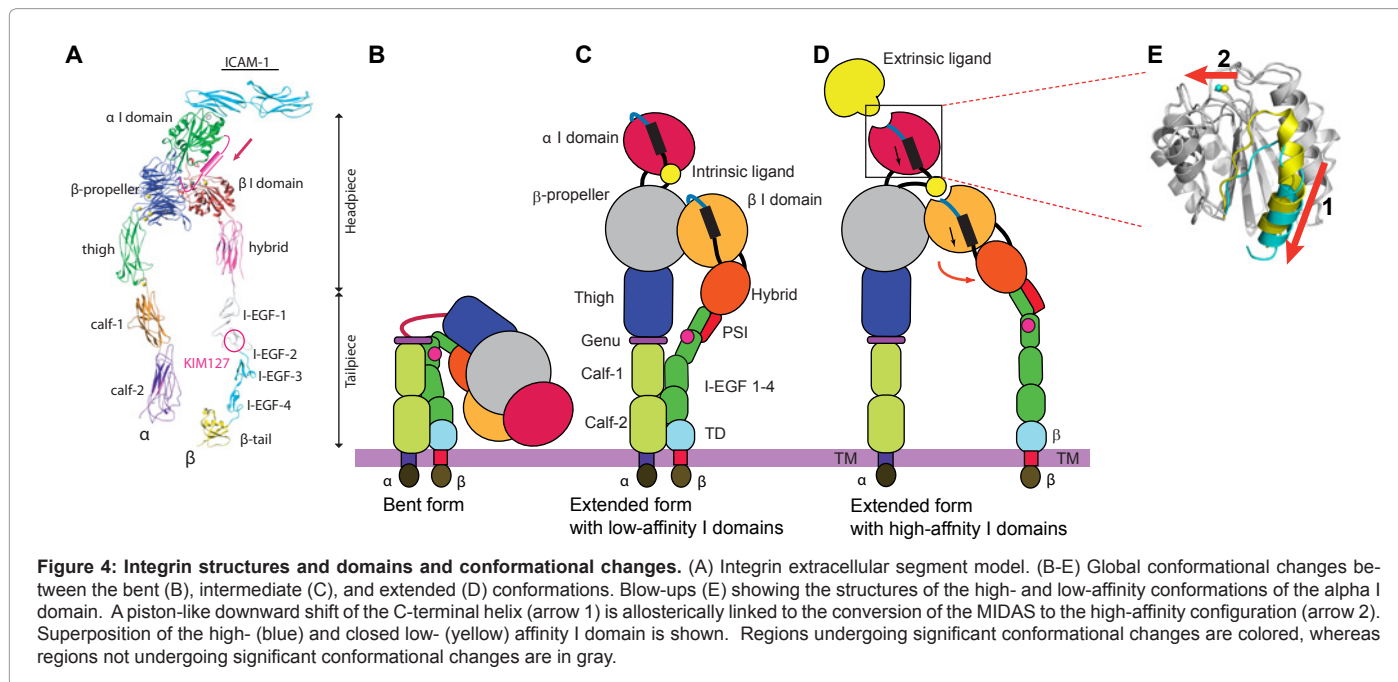 A
ICAM-1
α I domain
β-propeller
β I domain
thigh
hybrid
I-EGF-1
calf-1
KIM127
I-EGF-2
I-EGF-3
calf-2
I-EGF-4
β-tail
α
β
Headpiece
Tailpiece
B
α
β
Bent form
C
α I domain
Intrinsic ligand
β-propeller
β I domain
Thigh
Hybrid
Genu
PSI
Calf-1
I-EGF 1-4
Calf-2
TD
α
β
Extended form
with low-affinity I domains
D
Extrinsic ligand
β
TM
TM
α
β
Extended form
with high-affnity I domains
E
2
1
Figure 4: Integrin structures and domains and conformational changes. (A) Integrin extracellular segment model. (B-E) Global conformational changes be-
tween the bent (B), intermediate (C), and extended (D) conformations. Blow-ups (E) showing the structures of the high- and low-affinity conformations of the alpha I
domain. A piston-like downward shift of the C-terminal helix (arrow 1) is allosterically linked to the conversion of the MIDAS to the high-affinity configuration (arrow 2).
Superposition of the high- (blue) and closed low- (yellow) affinity I domain is shown. Regions undergoing significant conformational changes are colored, whereas
regions not undergoing significant conformational changes are in gray.